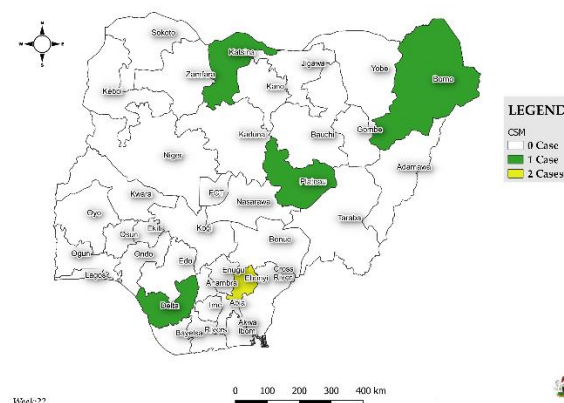 Sokoto
Katsina
Jigawa
Yobe
Borno
Zamfara
Kebbi
Kano
LEGEND
CSM
0 Case
1 Case
2 Cases
Kaduna
Bauchi
Gombe
Niger
Adamawa
Plateau
FCT
Kwara
Nasarawa
Oyo
Taraba
Kogi
Osun
Ekiti
Benue
Ogun
Ondo
Edo
Lagos
Enugu
Ebonyi
Cross
River
Anambra
Delta
Imo
Abia
Bayelsa
Rivers
Akwa
Ibom
0 100 200 300 400 km
Week:22